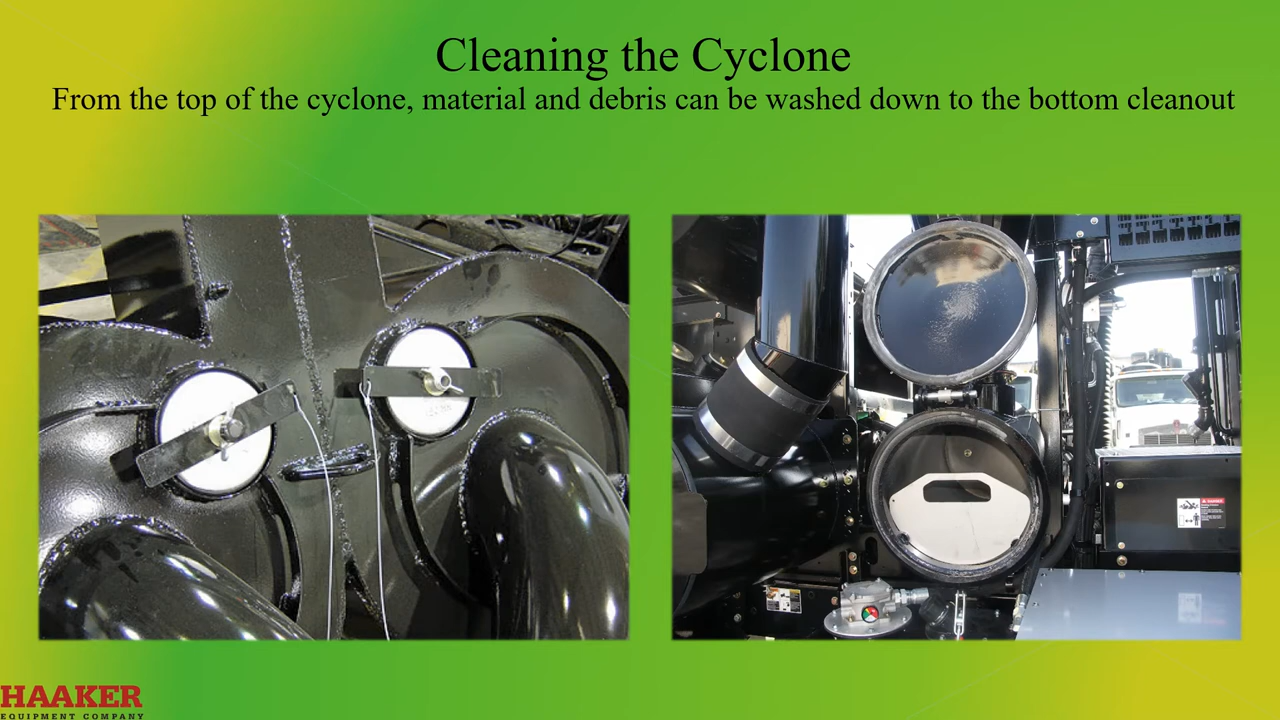 Cleaning the Cyclone
From the top of the cyclone, material and debris can be washed down to the bottom cleanout
HAAKER
EQUIPMENT COMPANY